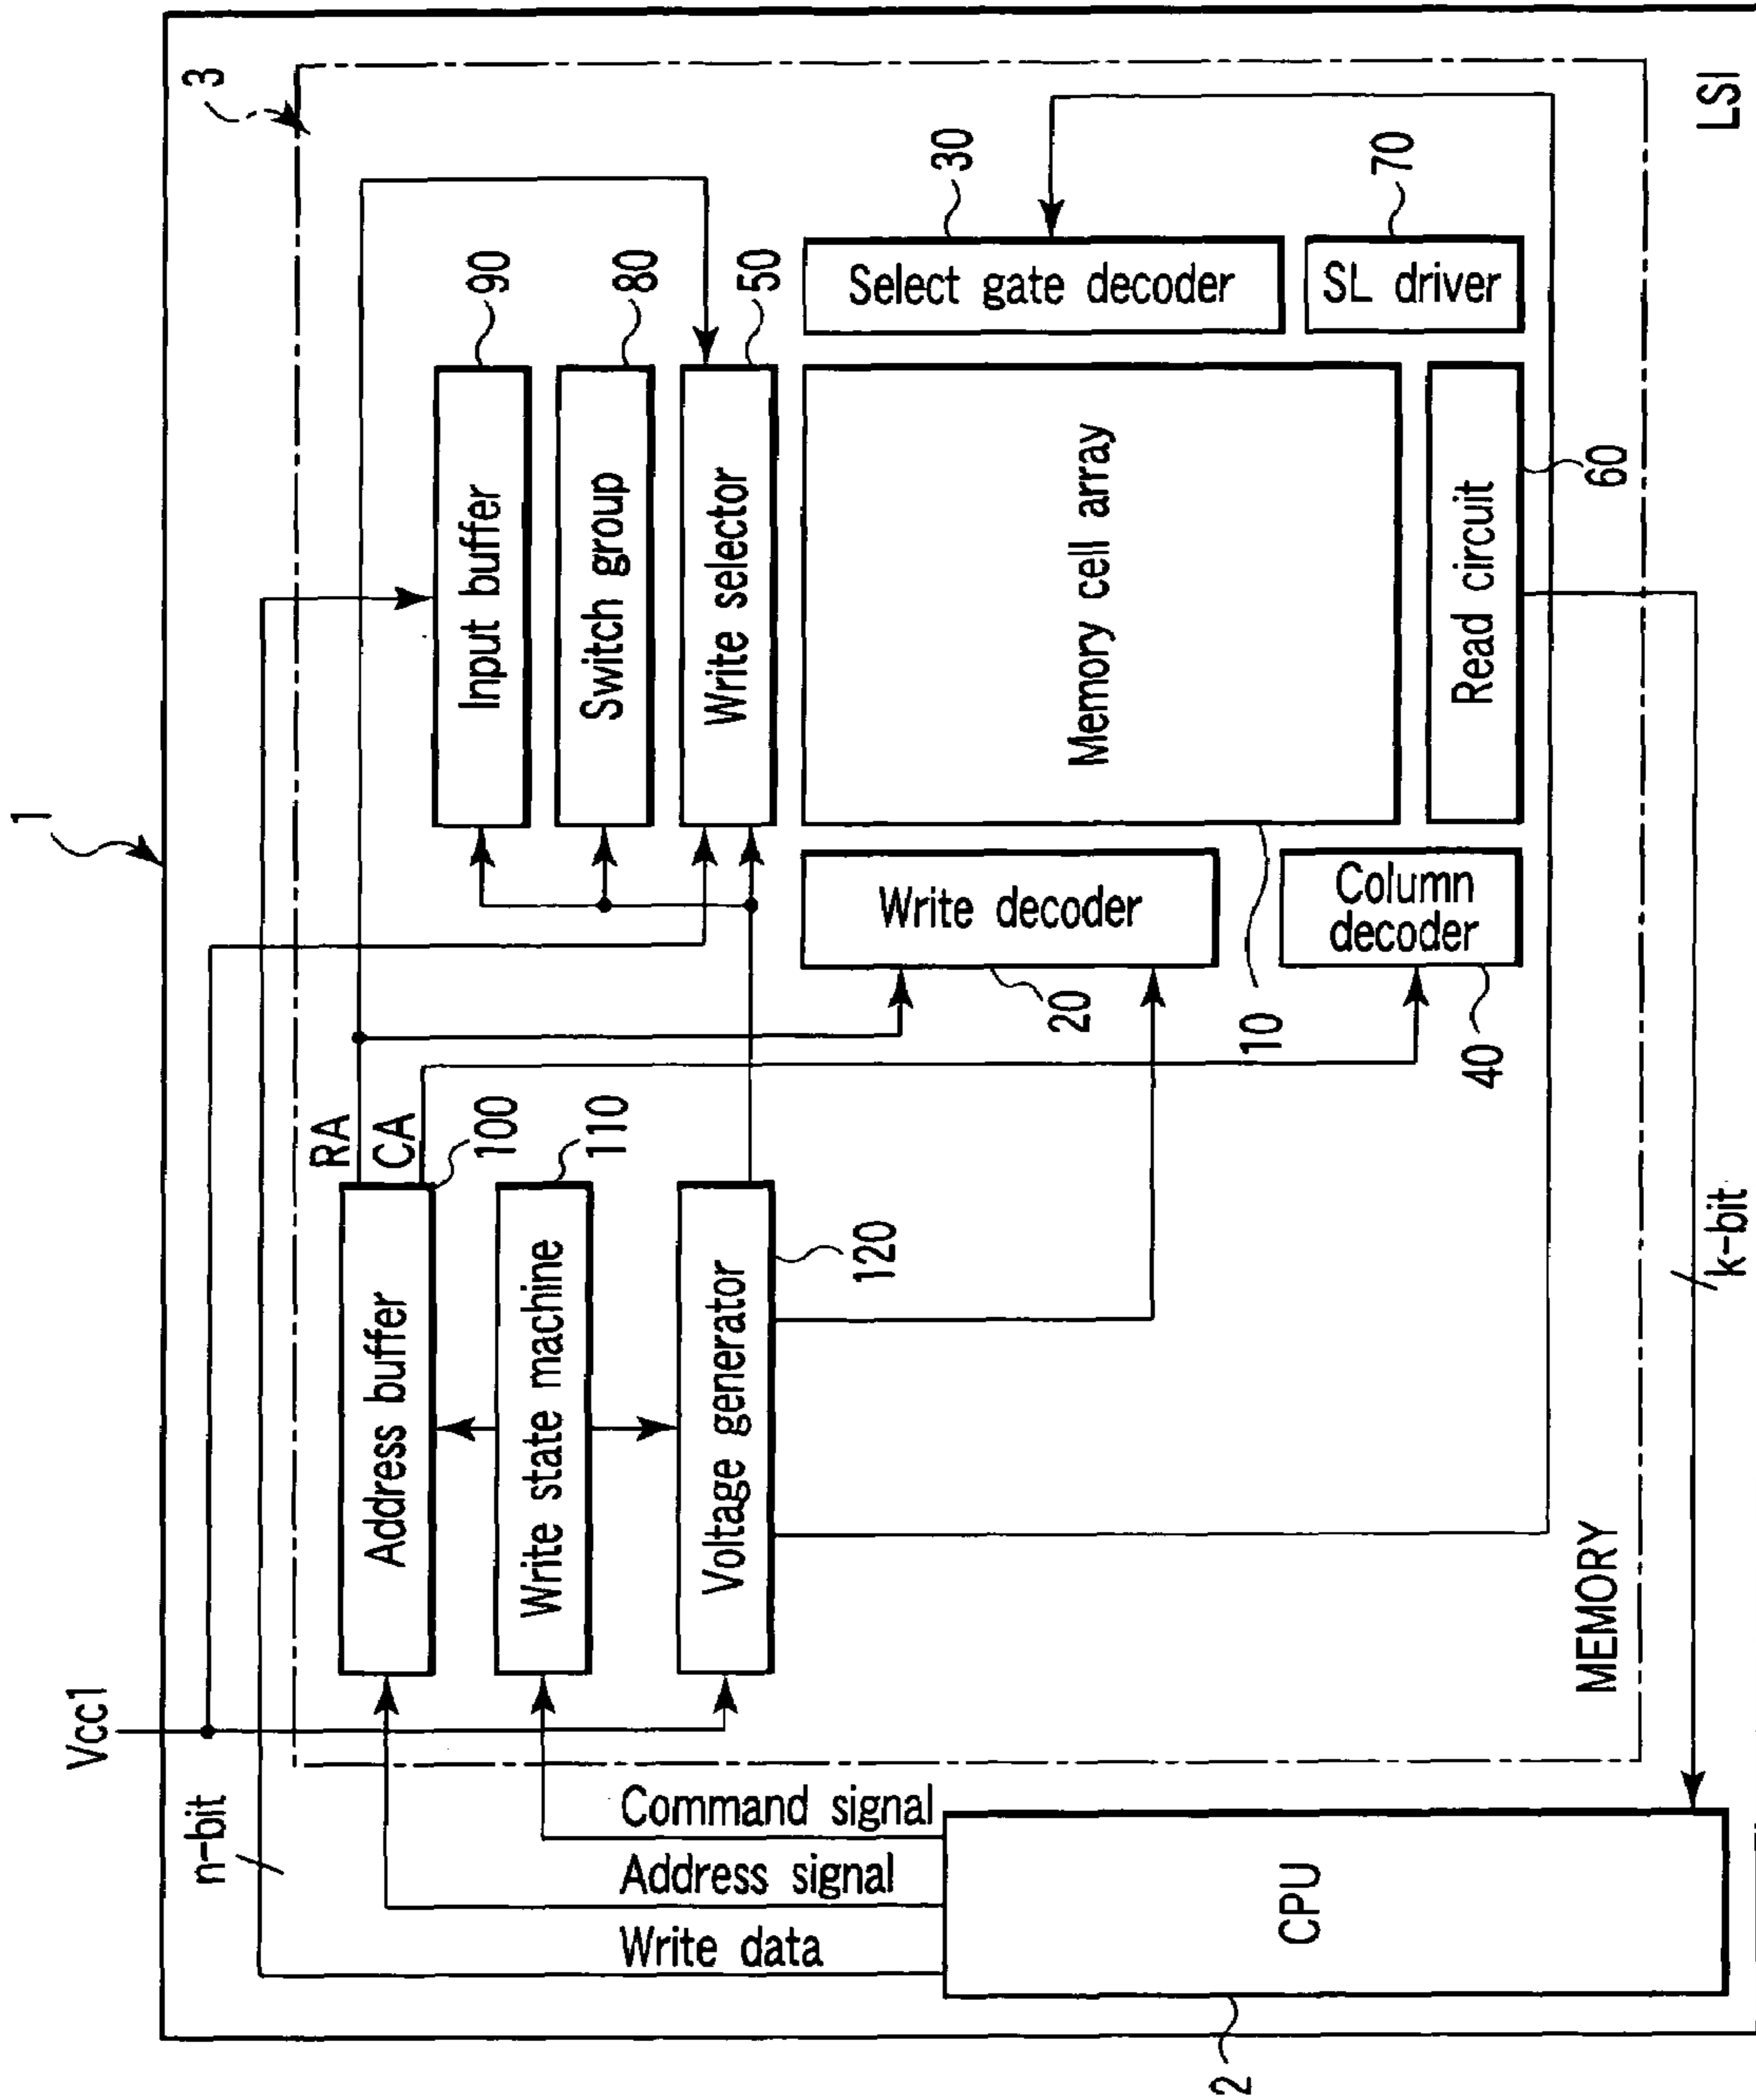 1
Vcc1
n-bit
3
RA
CA
100
Address buffer
110
Write state machine
120
Voltage generator
90
Input buffer
80
Switch group
50
Write selector
30
Select gate decoder
70
SL driver
Memory cell array
10
Write decoder
20
Column
decoder
40
Read circuit
60
Command signal
Address signal
Write data
CPU
2
MEMORY
k-bit
LSI